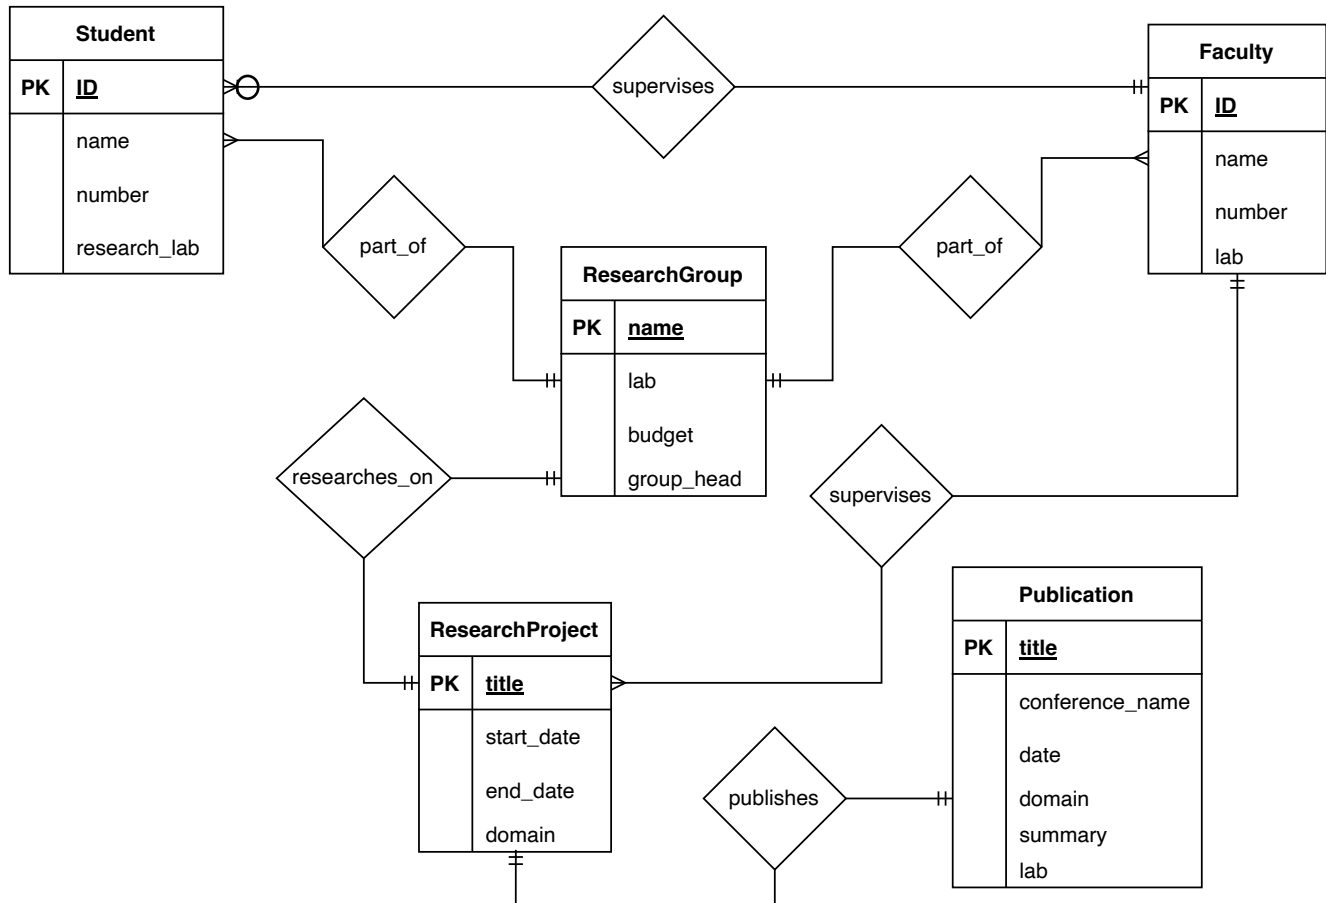 Student
PK ID
name
number
research_lab
supervises
Faculty
PK ID
name
number
lab
part_of
part_of
ResearchGroup
PK name
lab
budget
group_head
researches_on
supervises
ResearchProject
PK title
start_date
end_date
domain
publishes
Publication
PK title
conference_name
date
domain
summary
lab